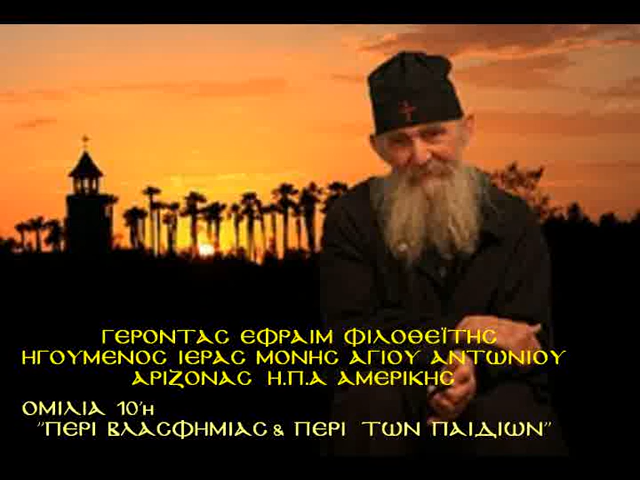 ΓΕΡΟΝΤΑΣ ΕΦΡΑΙΜ ΦΙΛΟΘΕΪΤΗΣ
ΗΓΟΥΜΕΝΟΣ ΙΕΡΑΣ ΜΟΝΗΣ ΑΓΙΟΥ ΑΝΤΩΝΙΟΥ
ΑΡΙΖΟΝΑΣ Η.Π.Α ΑΜΕΡΙΚΗΣ
ΟΜΙΛΙΑ 10'η
"ΠΕΡΙ ΒΛΑΣΦΗΜΙΑΣ & ΠΕΡΙ ΤΩΝ ΠΑΙΔΙΩΝ"